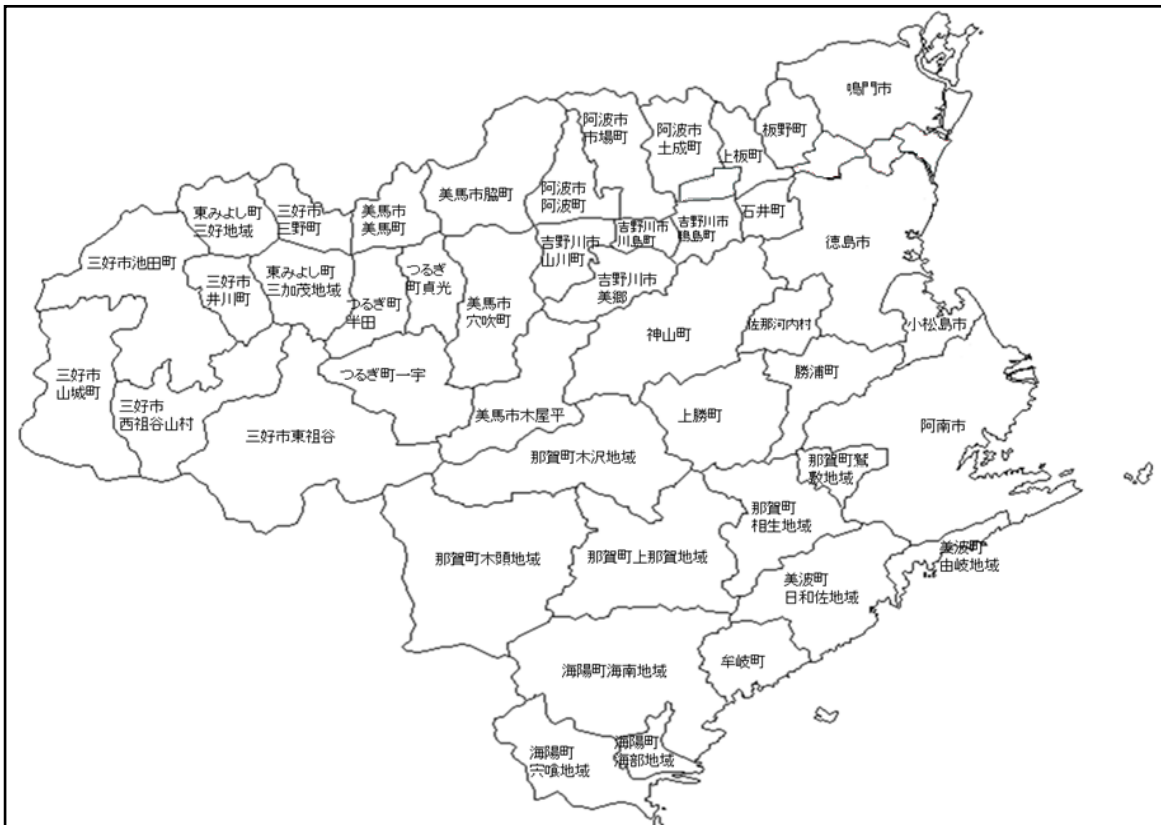 鳴門市
阿波市
市場町
阿波市
土成町
上板町
板野町
美馬市脇町
阿波市
阿波町
東みよし町
三好地域
三好市
三野町
美馬市
美馬町
吉野川市
川島町
吉野川市
鴨島町
石井町
徳島市
三好市池田町
三好市
井川町
東みよし町
三加茂地域
つるぎ町
半田
つるぎ
町貞光
美馬市
穴吹町
吉野川市
山川町
吉野川市
美郷
神山町
佐那河内村
小松島市
三好市
山城町
三好市
西祖谷山村
三好市東祖谷
つるぎ町一宇
美馬市木屋平
上勝町
勝浦町
阿南市
那賀町木沢地域
那賀町鷲
敷地域
那賀町
相生地域
那賀町木頭地域
那賀町上那賀地域
美波町
日和佐地域
美波町
由岐地域
海陽町海南地域
牟岐町
海陽町
宍喰地域
海陽町
海部地域